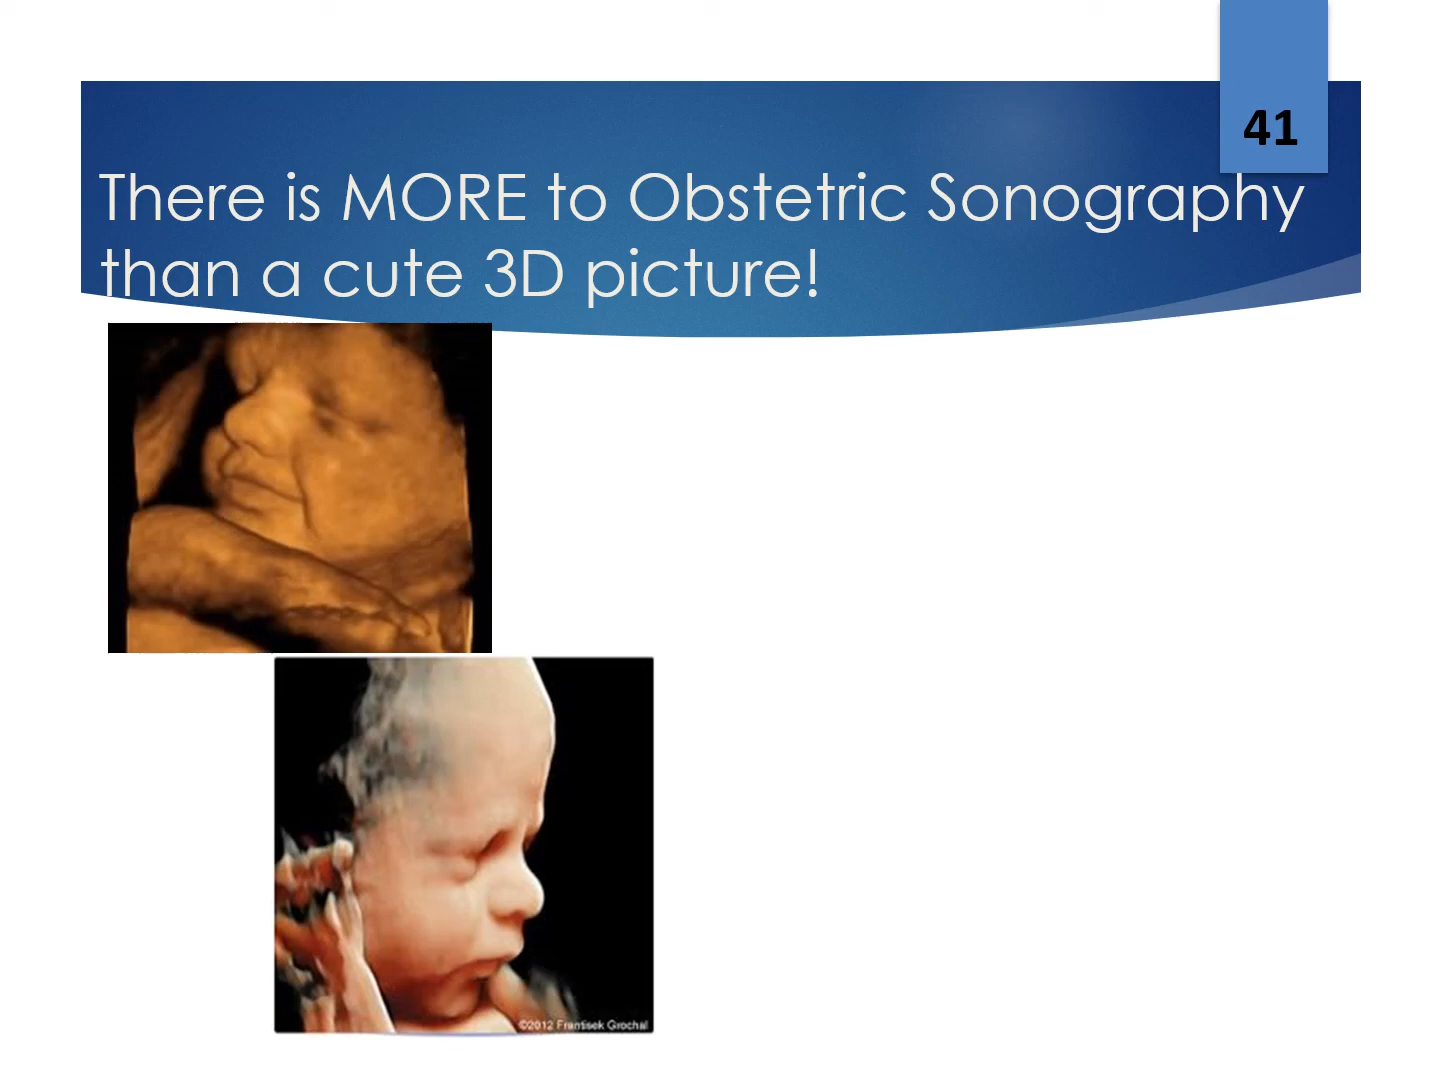 41
There is MORE to Obstetric Sonography
than a cute 3D picture!
©2012 Frantisek Grochal